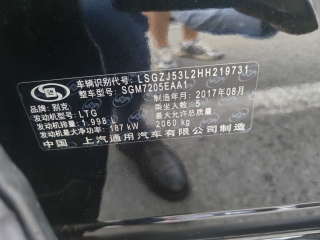 车辆识别代号：LSGZJ53L2HH219731
整车型号：SGM7205EAA1
品牌：别克 制造年月：2017年08月
发动机型号：LTG 乘坐人数：5
发动机排量：1.998 L 最大允许总质量：
发动机最大净功率：187 kW 2060 kg
中国 上汽通用汽车有限公司制造